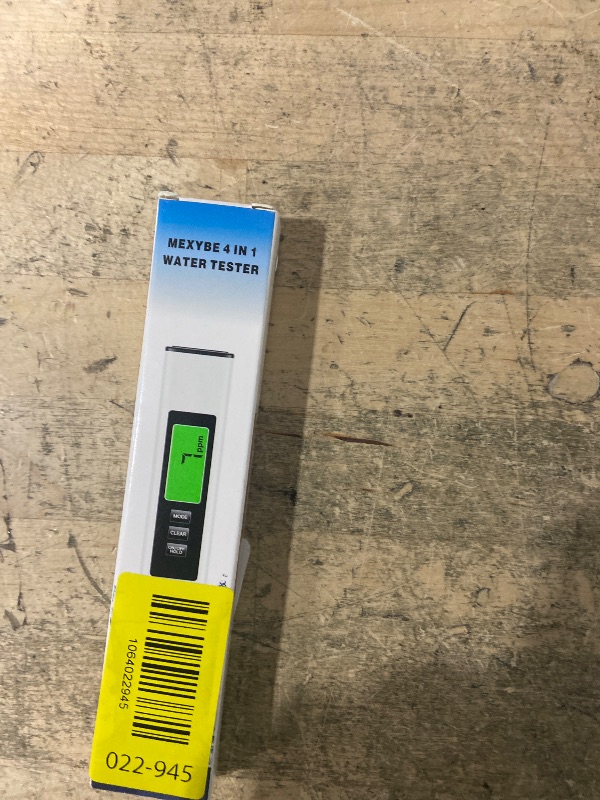 MEXYBE 4 IN 1
WATER TESTER
ppm
MODE
CLEAR
HOLD
1064022945
022-945